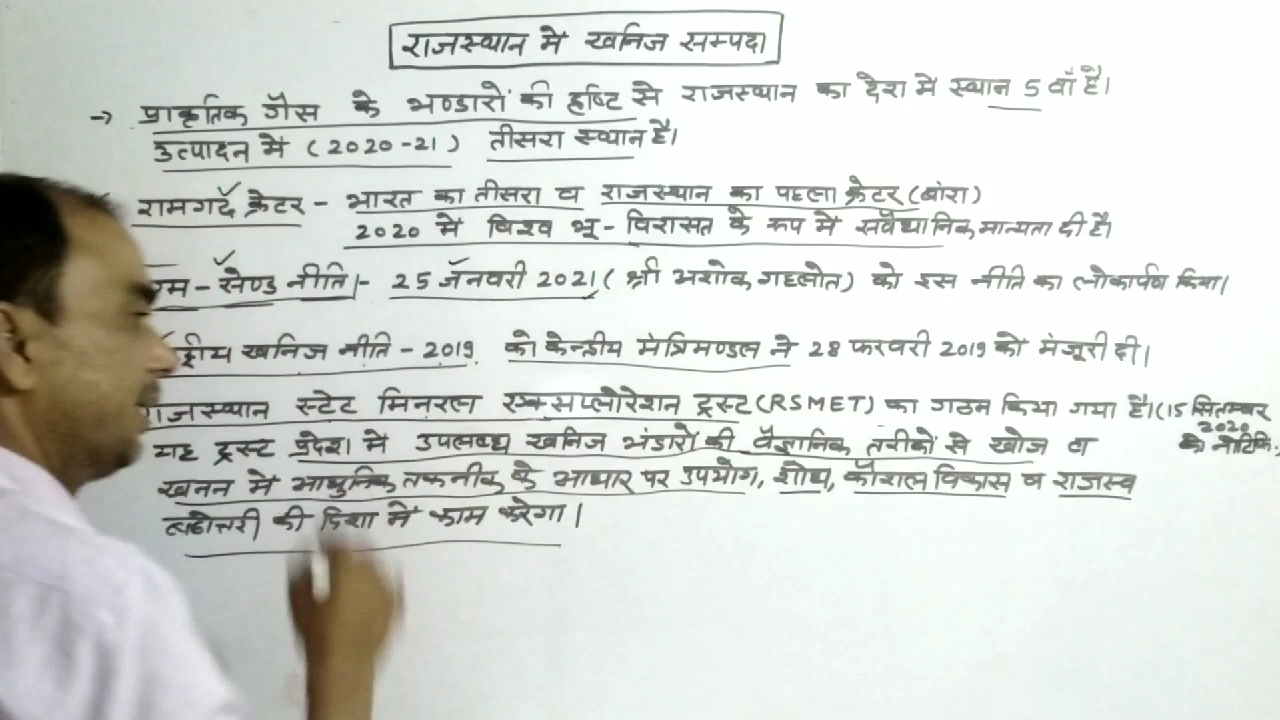 राजस्थान में खनिज सम्पदा
→ प्राकृतिक गैस के भण्डारों की दृष्टि से राजस्थान का देश में स्थान 5 वाँ है।
उत्पादन में (2020-21) तीसरा स्थान है।
रामगढ़ क्रेटर - भारत का तीसरा व राजस्थान का पहला क्रेटर (बांरा)
2020 में विश्व भू-विरासत के रूप में संवैधानिक मान्यता दी है।
एम-सेण्ड नीति - 25 जनवरी 2021 (श्री अशोक गहलोत) को इस नीति का लोकार्पण किया।
खनिज नीति - 2019 को केन्द्रीय मंत्रिमण्डल ने 28 फरवरी 2019 को मंजूरी दी।
राजस्थान स्टेट मिनरल एक्सप्लोरेशन ट्रस्ट (RSMET) का गठन किया गया है। (15 सितम्बर 2020
यह ट्रस्ट प्रदेश में उपलब्ध खनिज भंडारों की वैज्ञानिक तरीकों से खोज व
खनन में आधुनिक तकनीक के आधार पर उपयोग, शोध, कौशल विकास व राजस्व
बढोत्तरी की दिशा में काम करेगा।